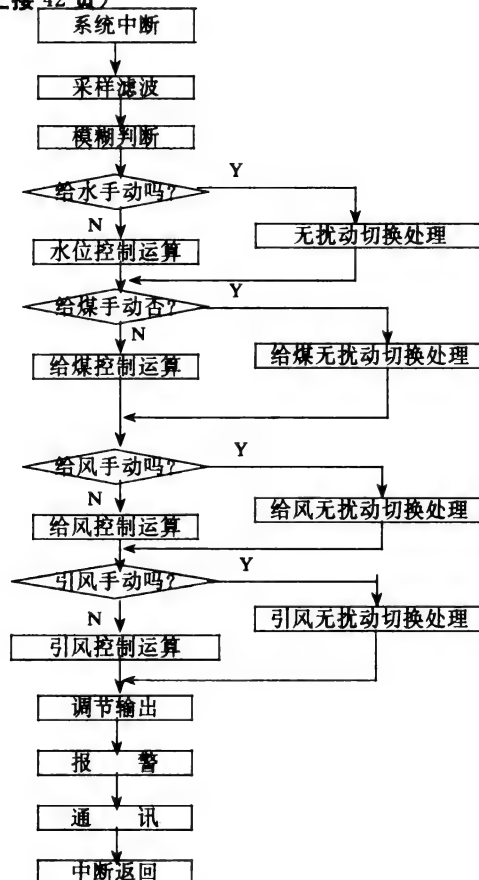 接 42 页）
系统中断
采样滤波
模糊判断
给水手动吗?
Y
N
水位控制运算
无扰动切换处理
给煤手动否?
Y
N
给煤控制运算
给煤无扰动切换处理
给风手动吗?
Y
N
给风控制运算
给风无扰动切换处理
引风手动吗?
Y
N
引风控制运算
引风无扰动切换处理
调节输出
报 警
通 讯
中断返回